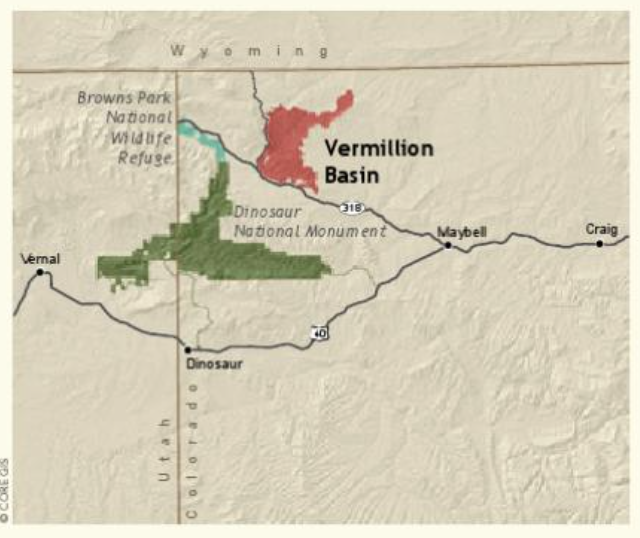 Wyoming
Browns Park
National
Wildlife
Refuge
Vermillion
Basin
318
Dinosaur
National Monument
Maybell
Craig
Vernal
40
Dinosaur
Utah
Colorado
© CORE GIS